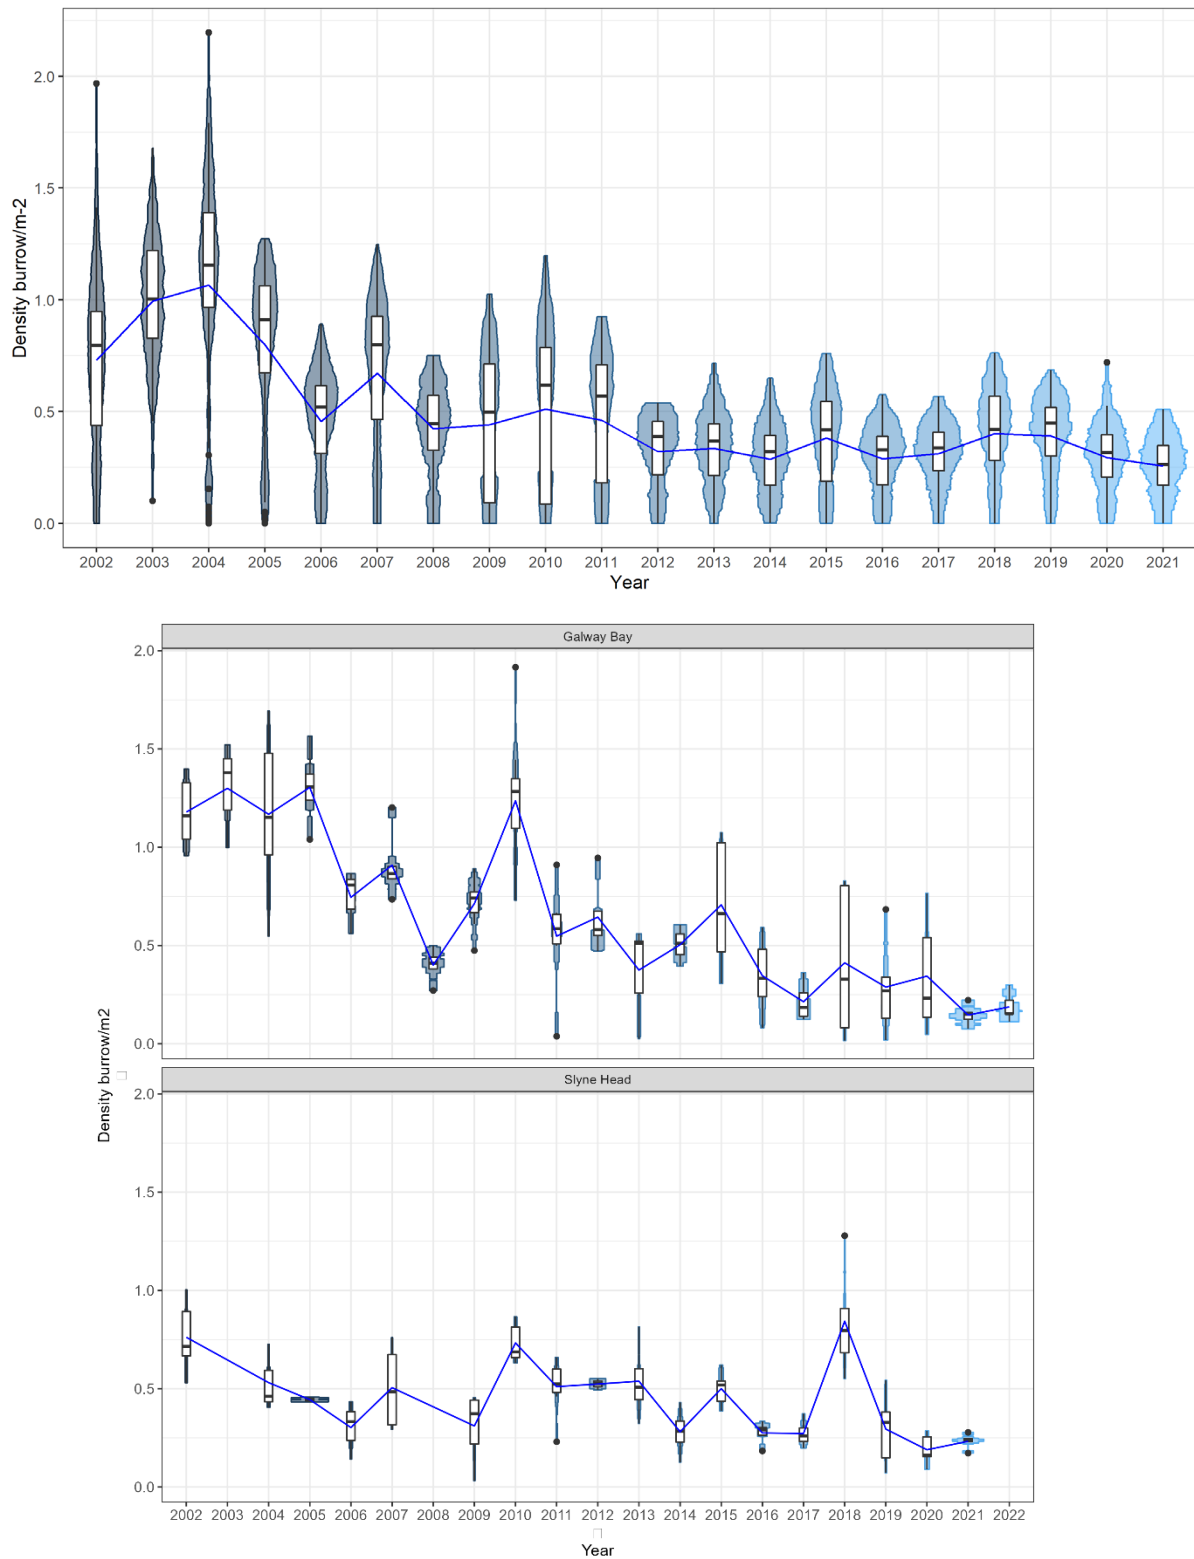 2.0
1.5
1.0
0.5
0.0
Density burrow/m-2
2002 2003 2004 2005 2006 2007 2008 2009 2010 2011 2012 2013 2014 2015 2016 2017 2018 2019 2020 2021
Year
Galway Bay
2.0
1.5
1.0
0.5
0.0
Density burrow/m2
Slyne Head
2.0
1.5
1.0
0.5
0.0
2002 2003 2004 2005 2006 2007 2008 2009 2010 2011 2012 2013 2014 2015 2016 2017 2018 2019 2020 2021 2022
Year